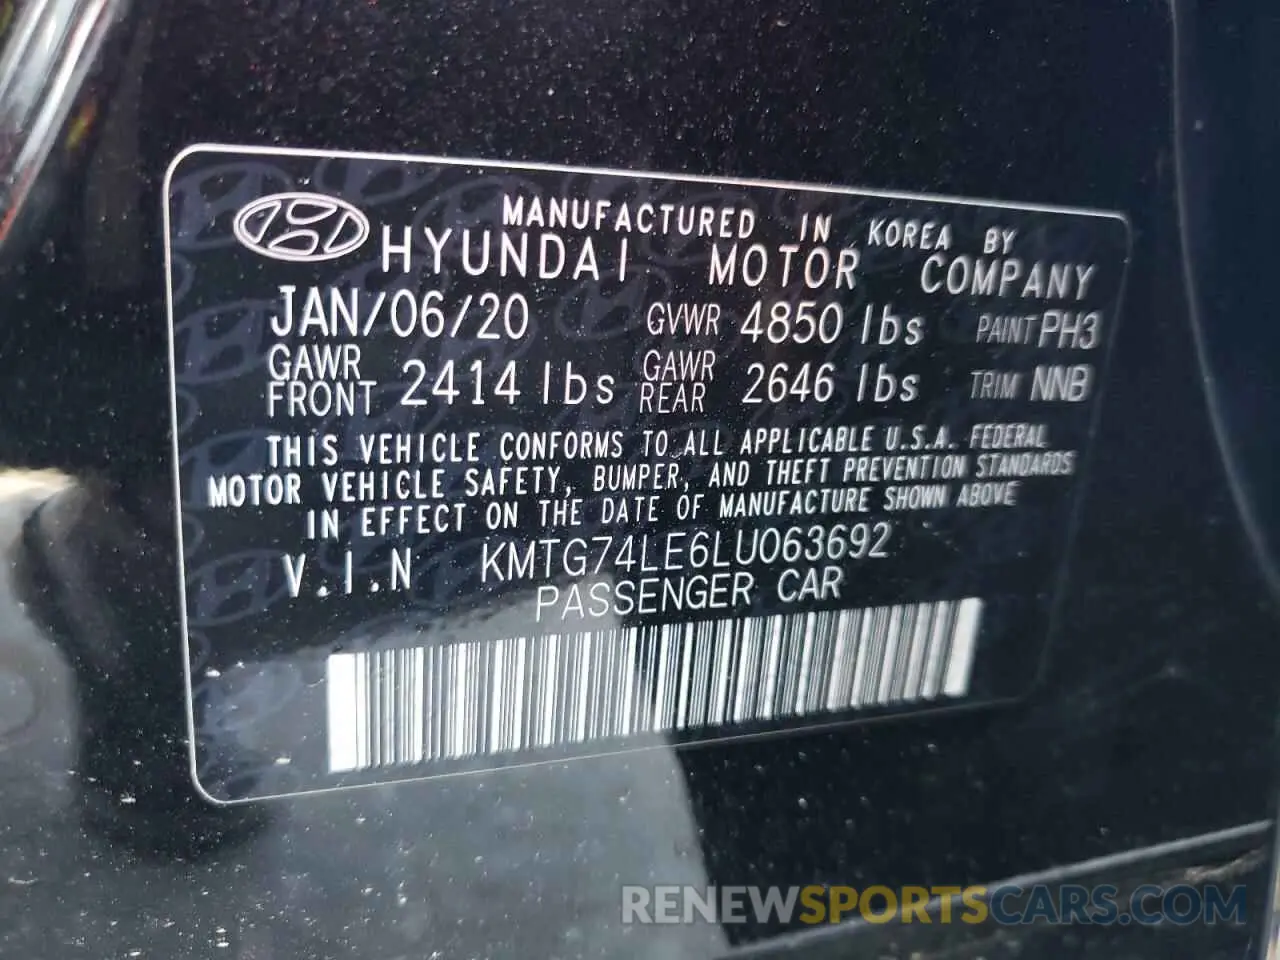 MANUFACTURED IN KOREA BY
HYUNDAI MOTOR COMPANY
JAN/06/20 GVWR 4850 lbs PAINT PH3
GAWR FRONT 2414 lbs GAWR REAR 2646 lbs TRIM NNB
THIS VEHICLE CONFORMS TO ALL APPLICABLE U.S.A. FEDERAL
MOTOR VEHICLE SAFETY, BUMPER, AND THEFT PREVENTION STANDARDS
IN EFFECT ON THE DATE OF MANUFACTURE SHOWN ABOVE
V.I.N KMTG74LE6LU063692
PASSENGER CAR
RENEWSPORTSCARS.COM